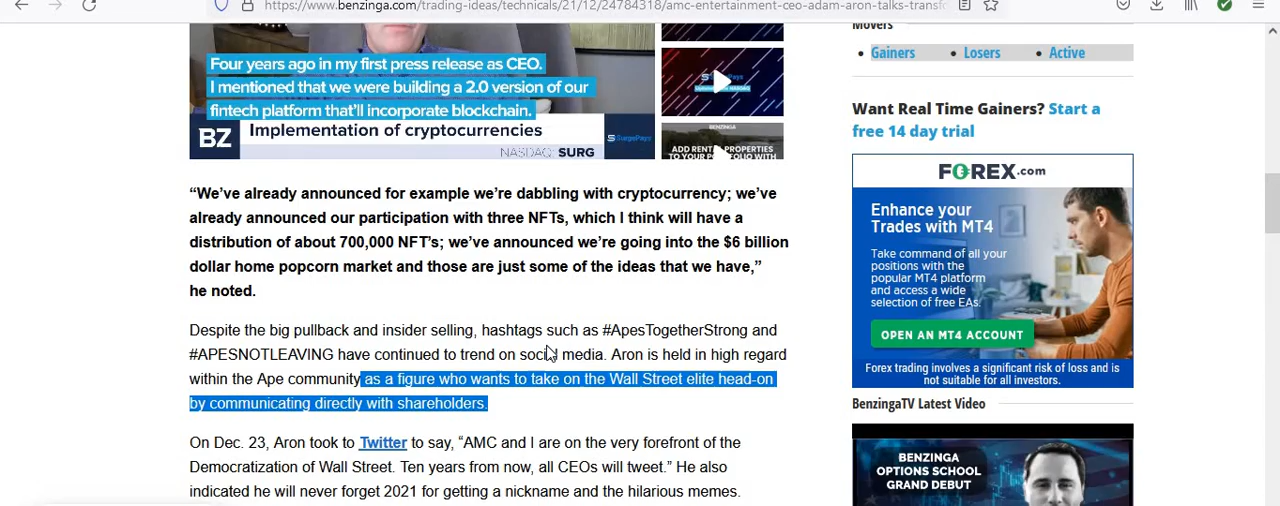 https://www.benzinga.com/trading-ideas/technicals/21/12/24784318/amc-entertainment-ceo-adam-aron-talks-transfo
Four years ago in my first press release as CEO.
I mentioned that we were building a 2.0 version of our
fintech platform that'll incorporate blockchain.
BZ
Implementation of cryptocurrencies
SurgePays
NASDAQ: SURG
SurgePays
BENZINGA
ADD RENTAL PROPERTIES
TO YOUR PORTFOLIO WITH
“We’ve already announced for example we’re dabbling with cryptocurrency; we’ve
already announced our participation with three NFTs, which I think will have a
distribution of about 700,000 NFT’s; we’ve announced we’re going into the $6 billion
dollar home popcorn market and those are just some of the ideas that we have,”
he noted.
Despite the big pullback and insider selling, hashtags such as #ApesTogetherStrong and
#APESNOTLEAVING have continued to trend on social media. Aron is held in high regard
within the Ape community as a figure who wants to take on the Wall Street elite head-on
by communicating directly with shareholders.
On Dec. 23, Aron took to Twitter to say, “AMC and I are on the very forefront of the
Democratization of Wall Street. Ten years from now, all CEOs will tweet.” He also
indicated he will never forget 2021 for getting a nickname and the hilarious memes.
Movers
Gainers
Losers
Active
Want Real Time Gainers? Start a
free 14 day trial
FOREX.com
Enhance your
Trades with MT4
Take command of all your
positions with the
popular MT4 platform
and access a wide
selection of free EAs.
OPEN AN MT4 ACCOUNT
Forex trading involves a significant risk of loss and is
not suitable for all investors.
BenzingaTV Latest Video
BENZINGA
OPTIONS SCHOOL
GRAND DEBUT